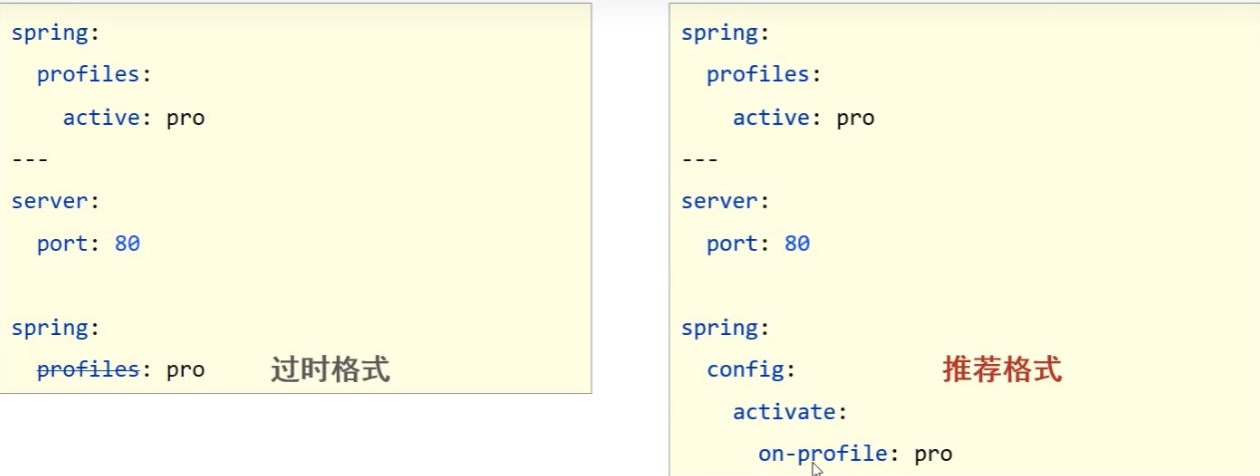 spring:
  profiles:
    active: pro
---
server:
  port: 80

spring:
  profiles: pro 过时格式
spring:
  profiles:
    active: pro
---
server:
  port: 80

spring:
  config: 推荐格式
    activate:
      on-profile: pro